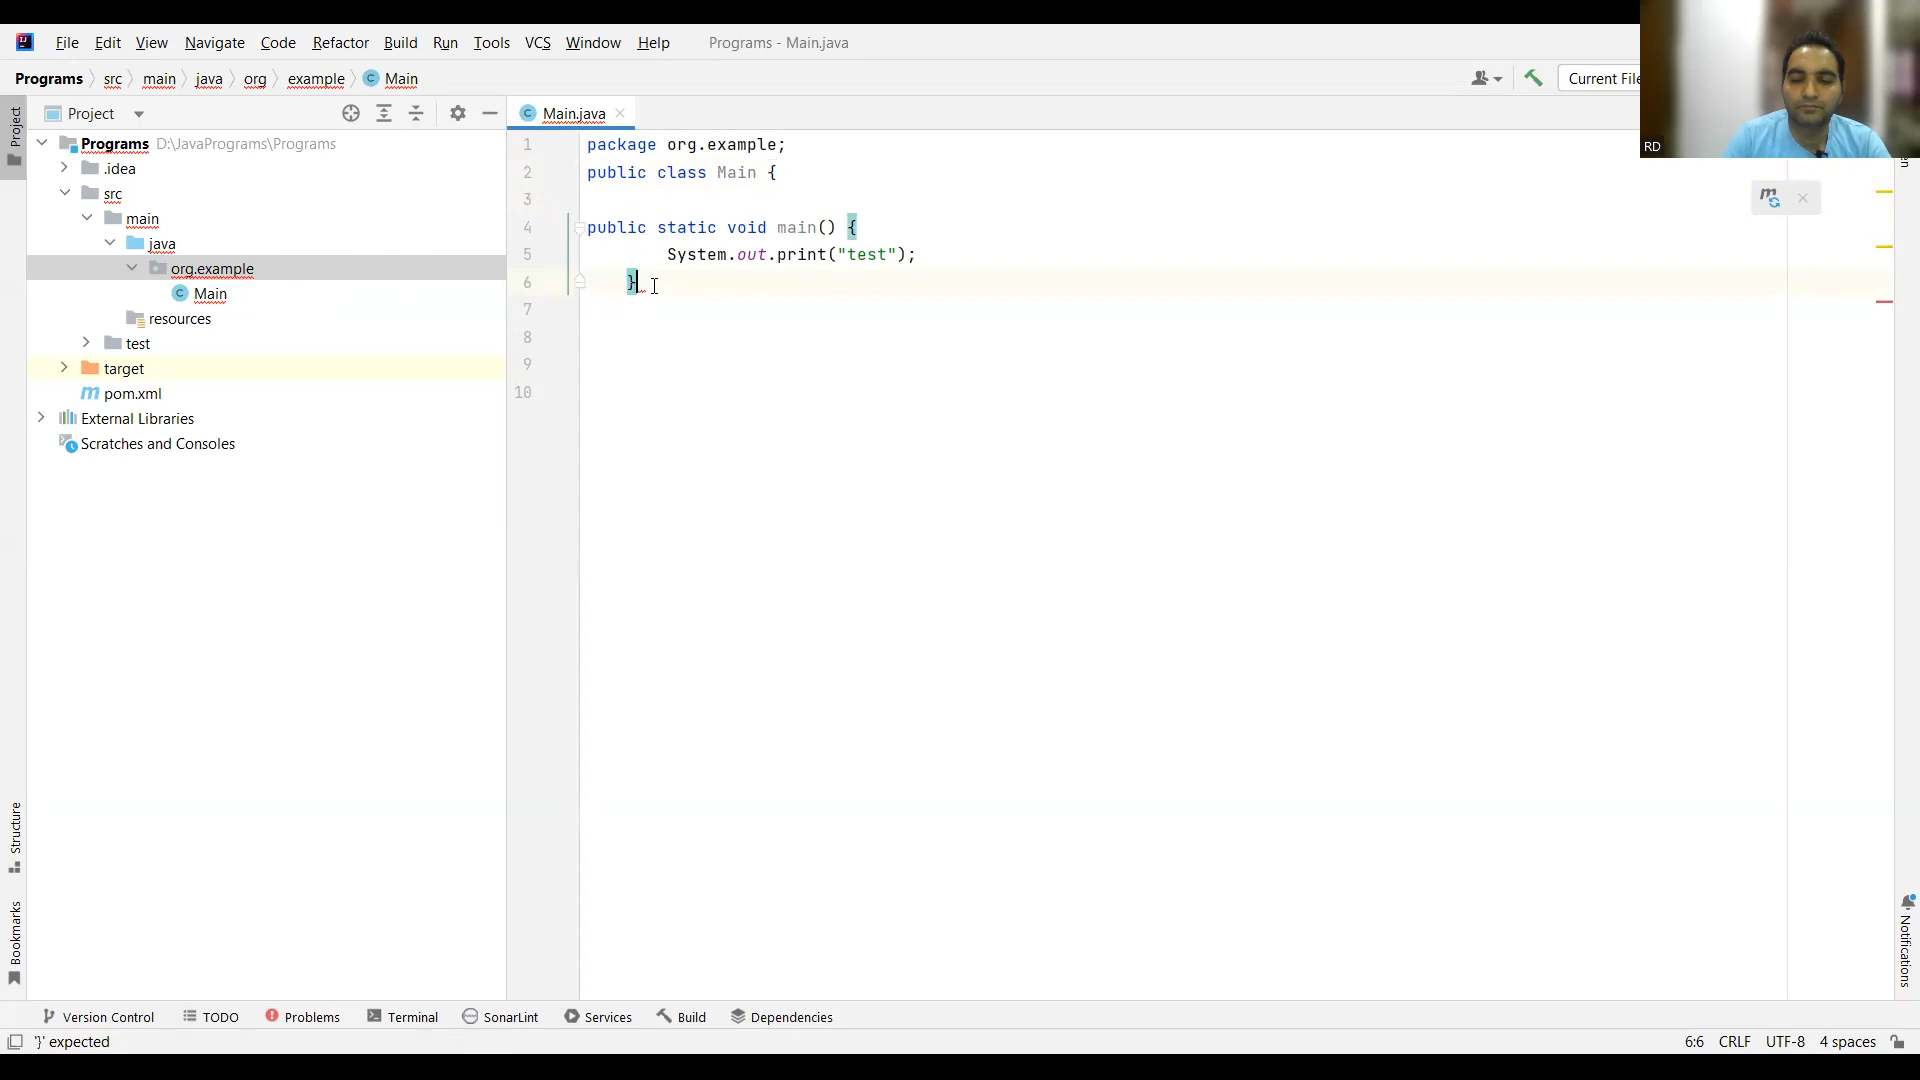 File Edit View Navigate Code Refactor Build Run Tools VCS Window Help Programs - Main.java
Programs src main java org example C Main Current File
Project Main.java
Project
Programs D:\JavaProgram\Programs
.idea
src
main
java
org.example
Main
resources
test
target
pom.xml
External Libraries
Scratches and Consoles
1 package org.example;
2 public class Main {
3
4 public static void main() {
5 System.out.print("test");
6 }
7
8
9
10
RD
Structure
Bookmarks
Notifications
Version Control TODO Problems Terminal SonarLint Services Build Dependencies
'}' expected 6:6 CRLF UTF-8 4 spaces